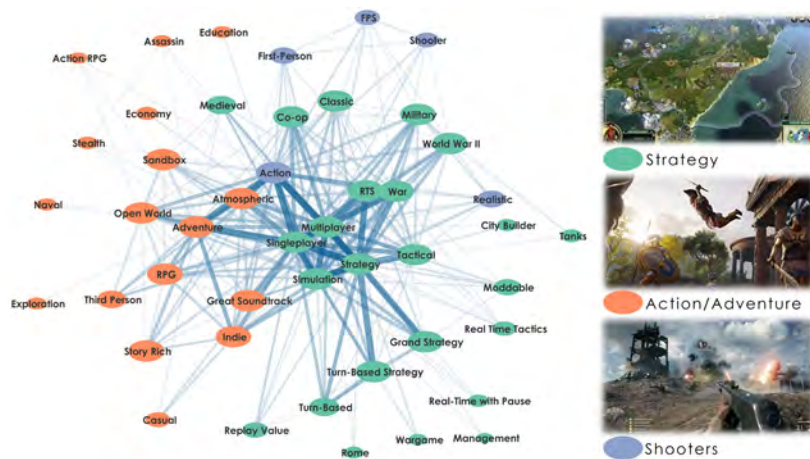 FPS
Education
Assassin
Shooter
First-Person
Action RPG
Medieval
Classic
Co-op
Military
Economy
World War II
Stealth
Sandbox
Action
RTS
War
Atmospheric
Realistic
Naval
Open World
Adventure
Multiplayer
City Builder
Tanks
Singleplayer
Tactical
Strategy
RPG
Simulation
Moddable
Exploration
Third Person
Great Soundtrack
Real Time Tactics
Indie
Grand Strategy
Story Rich
Turn-Based Strategy
Real-Time with Pause
Casual
Turn-Based
Replay Value
Wargame
Management
Rome
Strategy
Action/Adventure
Shooters